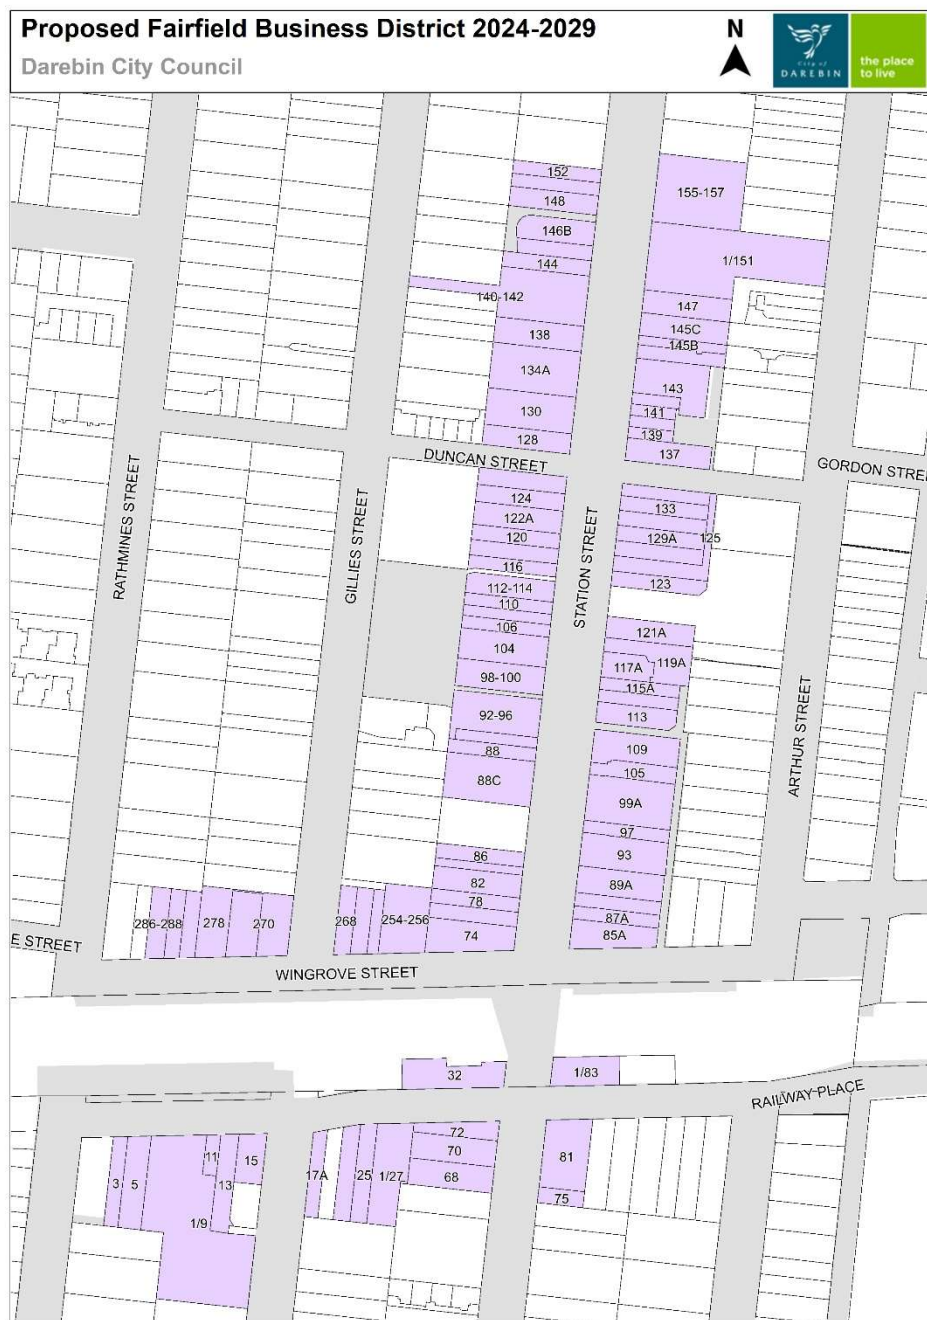 Proposed Fairfield Business District 2024-2029
Darebin City Council
N
City of
DAREBIN
the place
to live
152
148
146B
144
140-142
138
134A
130
128
155-157
1/151
147
145C
145B
143
141
139
137
DUNCAN STREET
GORDON STREE
RATHMINES STREET
GILLIES STREET
STATION STREET
ARTHUR STREET
124
122A
120
116
112-114
110
106
104
98-100
92-96
88
88C
86
82
78
74
133
129A
125
123
121A
119A
117A
115A
113
109
105
99A
97
93
89A
87A
85A
286-288
278
270
268
254-256
E STREET
WINGROVE STREET
32
1/83
RAILWAY PLACE
72
70
68
81
75
3
5
11
13
15
1/9
17A
25
1/27